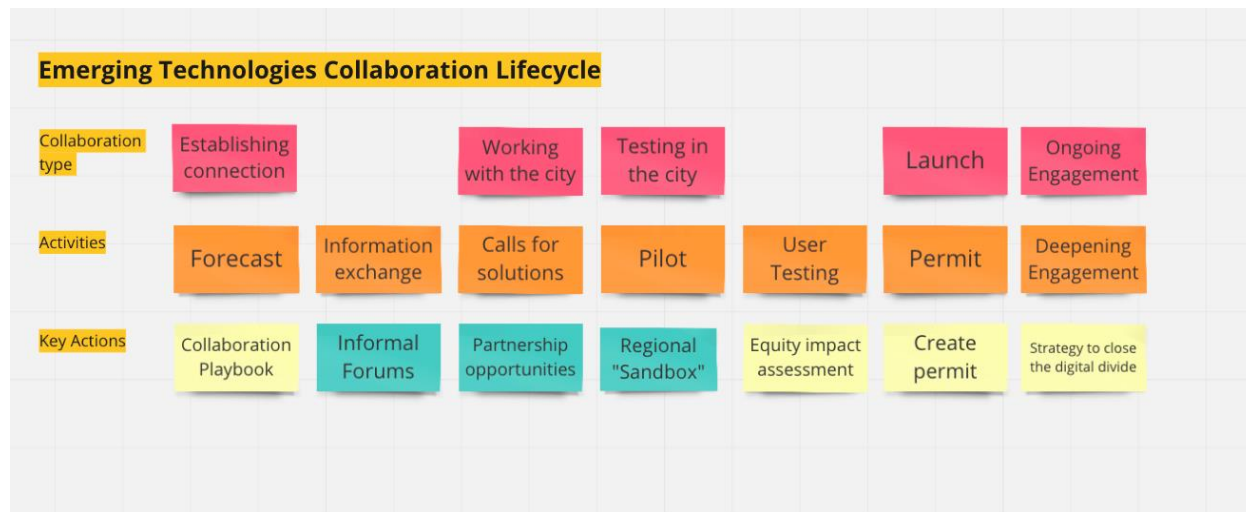 Emerging Technologies Collaboration Lifecycle
Collaboration
type
Establishing
connection
Working
with the city
Testing in
the city
Launch
Ongoing
Engagement
Activities
Forecast
Information
exchange
Calls for
solutions
Pilot
User
Testing
Permit
Deepening
Engagement
Key Actions
Collaboration
Playbook
Informal
Forums
Partnership
opportunities
Regional
"Sandbox"
Equity impact
assessment
Create
permit
Strategy to close
the digital divide